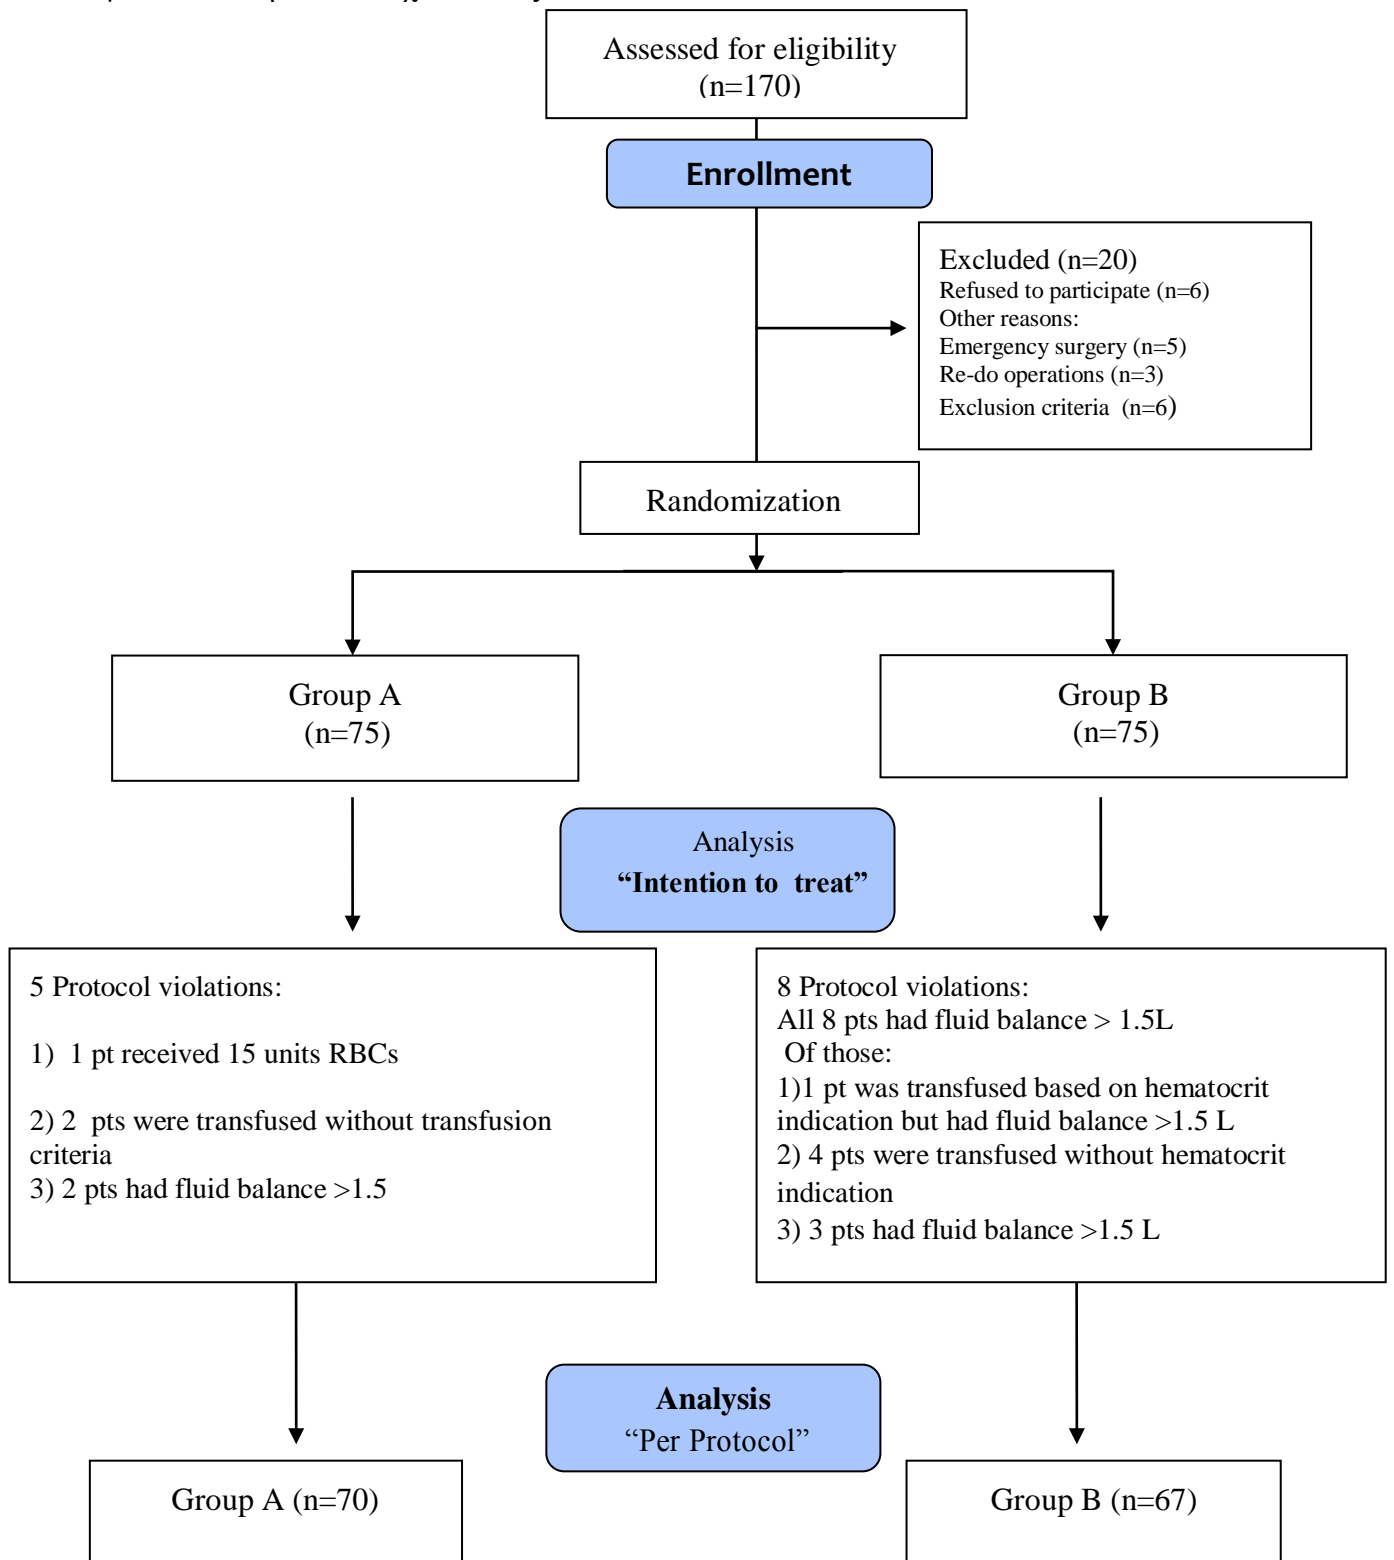 Assessed for eligibility
(n=170)
Enrollment
Excluded (n=20)
Refused to participate (n=6)
Other reasons:
Emergency surgery (n=5)
Re-do operations (n=3)
Exclusion criteria  (n=6)
Randomization
Group A
(n=75)
Group B
(n=75)
Analysis
“Intention to  treat”
5 Protocol violations:
1)  1 pt received 15 units RBCs
2) 2  pts were transfused without transfusion
criteria
3) 2 pts had fluid balance >1.5
8 Protocol violations:
All 8 pts had fluid balance > 1.5L
Of those:
1)1 pt was transfused based on hematocrit
indication but had fluid balance >1.5 L
2) 4 pts were transfused without hematocrit
indication
3) 3 pts had fluid balance >1.5 L
Analysis
“Per Protocol”
Group A (n=70)
Group B (n=67)